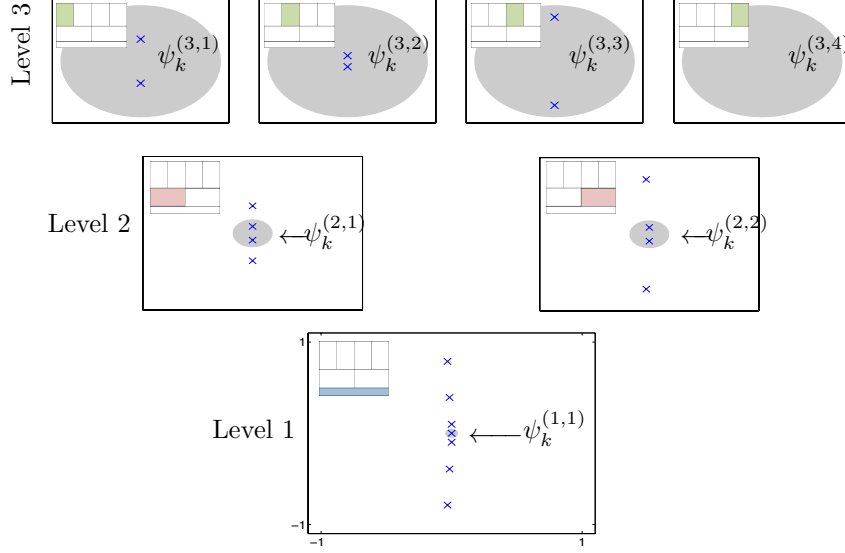 Level 3
ψ_k^(3,1)
ψ_k^(3,2)
ψ_k^(3,3)
ψ_k^(3,4)
Level 2
ψ_k^(2,1)
ψ_k^(2,2)
1
Level 1
ψ_k^(1,1)
−1
−1
1